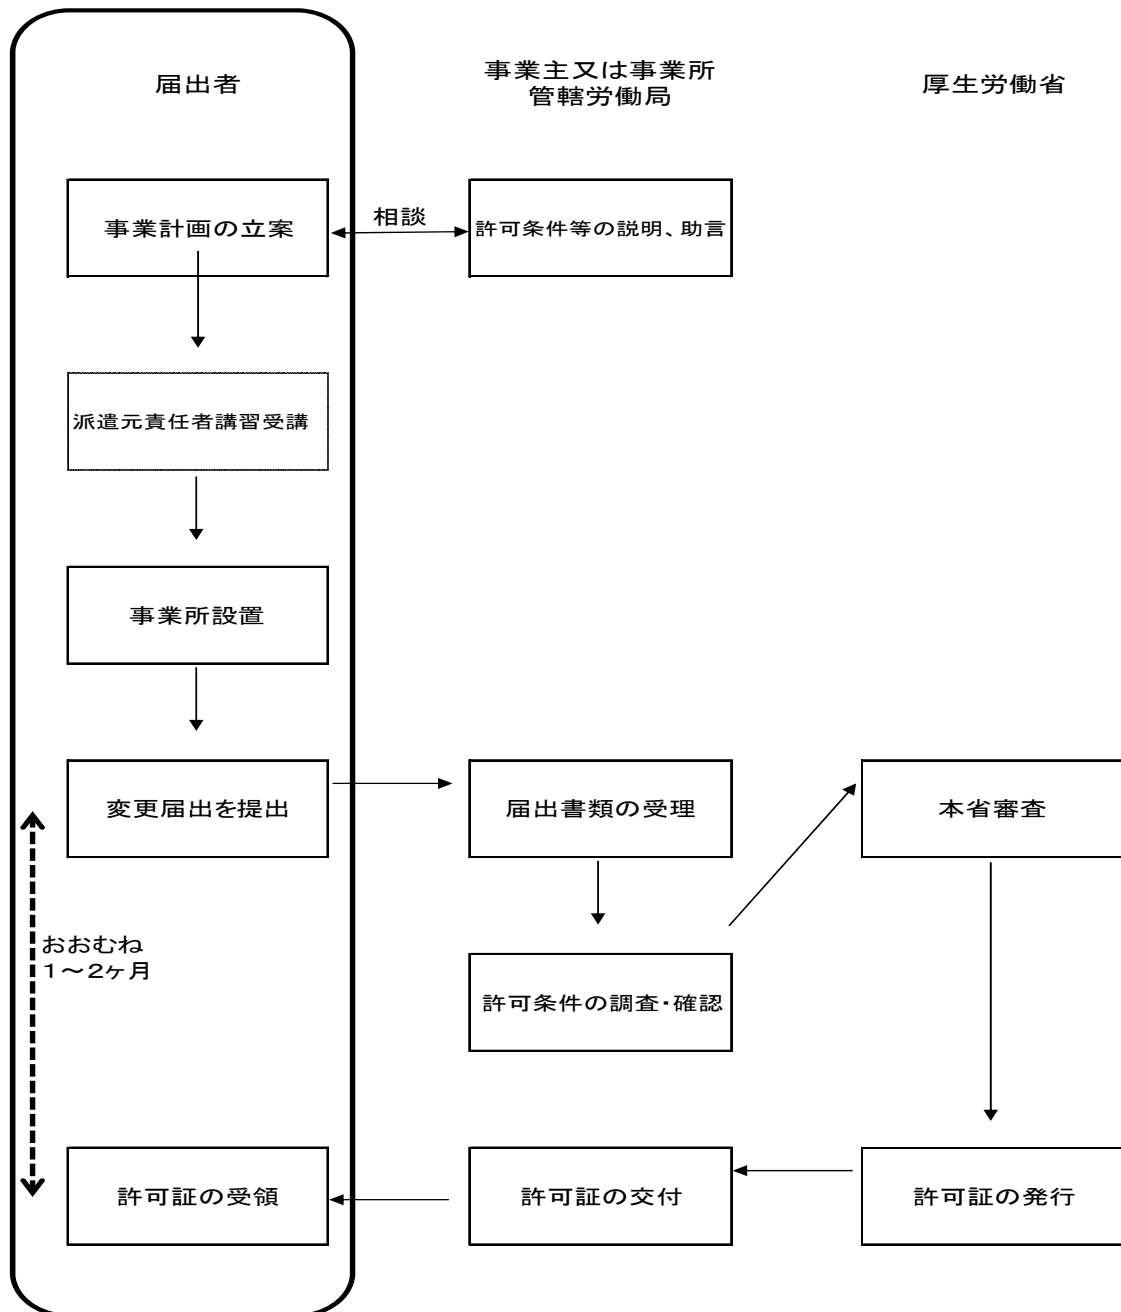 届出者
事業主又は事業所
管轄労働局
厚生労働省
事業計画の立案
相談
許可条件等の説明、助言
派遣元責任者講習受講
事業所設置
変更届出を提出
届出書類の受理
本省審査
おおむね
1～2ヶ月
許可条件の調査・確認
許可証の受領
許可証の交付
許可証の発行